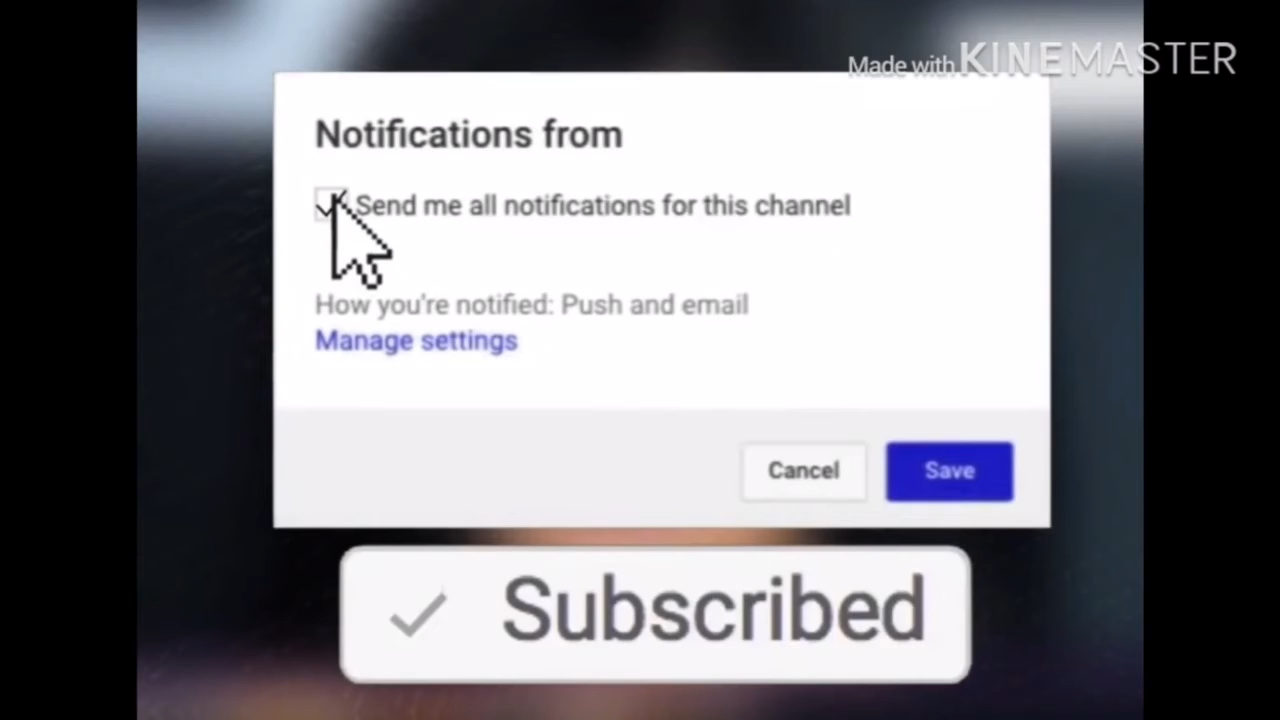 Made with KINEMASTER
Notifications from
Send me all notifications for this channel
How you're notified: Push and email
Manage settings
Cancel
Save
Subscribed